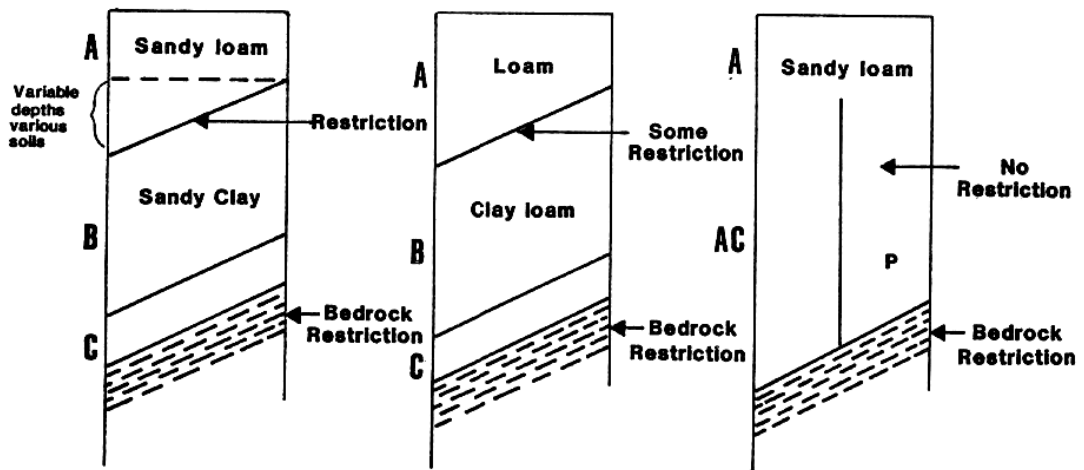 A
Sandy loam
Variable
depths
various
soils
Restriction
Sandy Clay
B
Bedrock
Restriction
C
A
Loam
Some
Restriction
Clay loam
B
Bedrock
Restriction
C
A
Sandy loam
No
Restriction
AC
P
Bedrock
Restriction